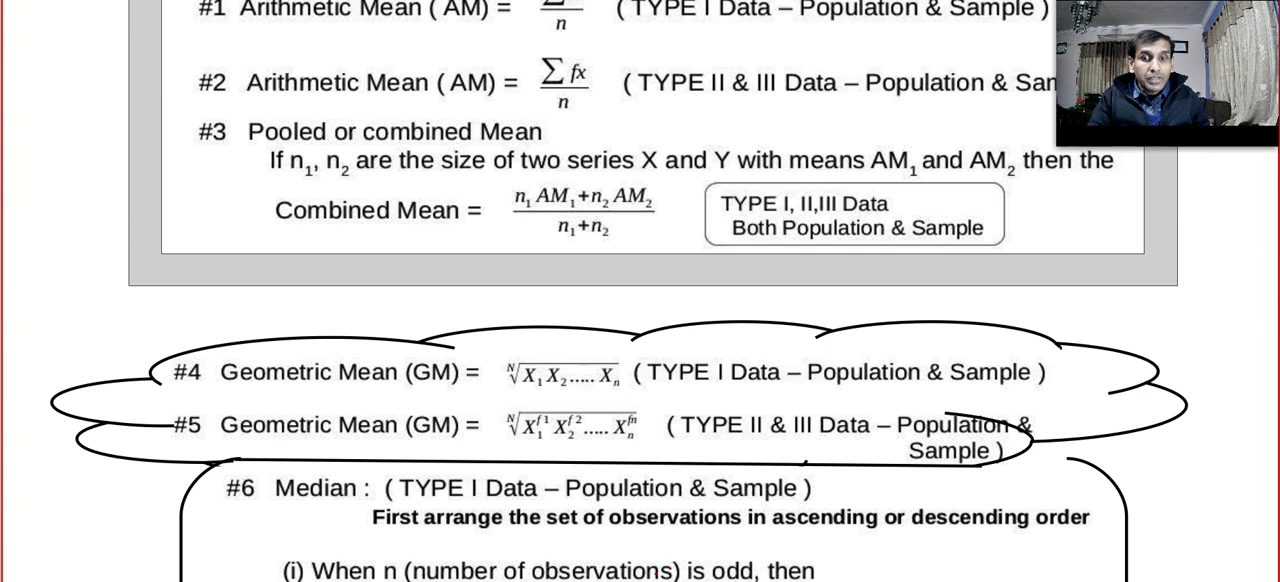 #1 Arithmetic Mean ( AM) = n ( TYPE I Data – Population & Sample )
#2 Arithmetic Mean ( AM) = ∑ fx / n ( TYPE II & III Data – Population & Sam
#3 Pooled or combined Mean
If n₁, n₂ are the size of two series X and Y with means AM₁ and AM₂ then the
Combined Mean = n₁ AM₁+n₂ AM₂ / n₁+n₂
TYPE I, II,III Data
Both Population & Sample
#4 Geometric Mean (GM) = ᴺ√X₁ X₂ ..... Xₙ ( TYPE I Data – Population & Sample )
#5 Geometric Mean (GM) = ᴺ√X₁^f1 X₂^f2 ..... Xₙ^fn ( TYPE II & III Data – Population &
Sample )
#6 Median : ( TYPE I Data – Population & Sample )
First arrange the set of observations in ascending or descending order
(i) When n (number of observations) is odd, then